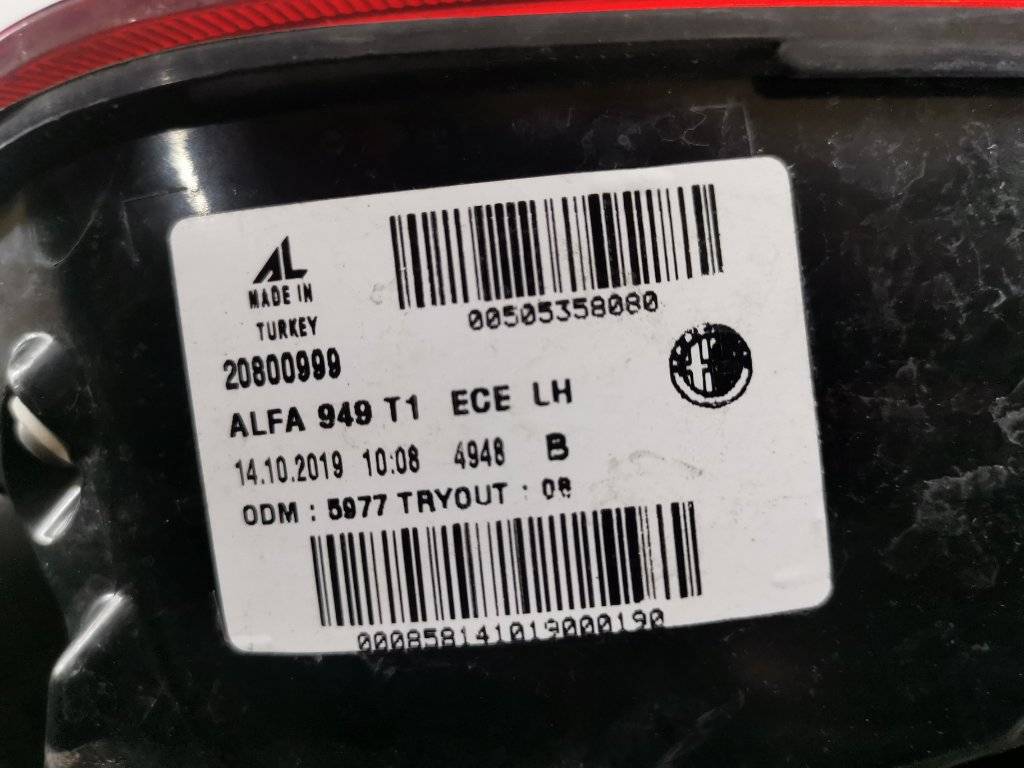 AL
MADE IN
TURKEY
00505358080
20800999
ALFA 949 T1 ECE LH
14.10.2019 10:08 4948 B
ODM : 5977 TRYOUT : 08
000858141019000190